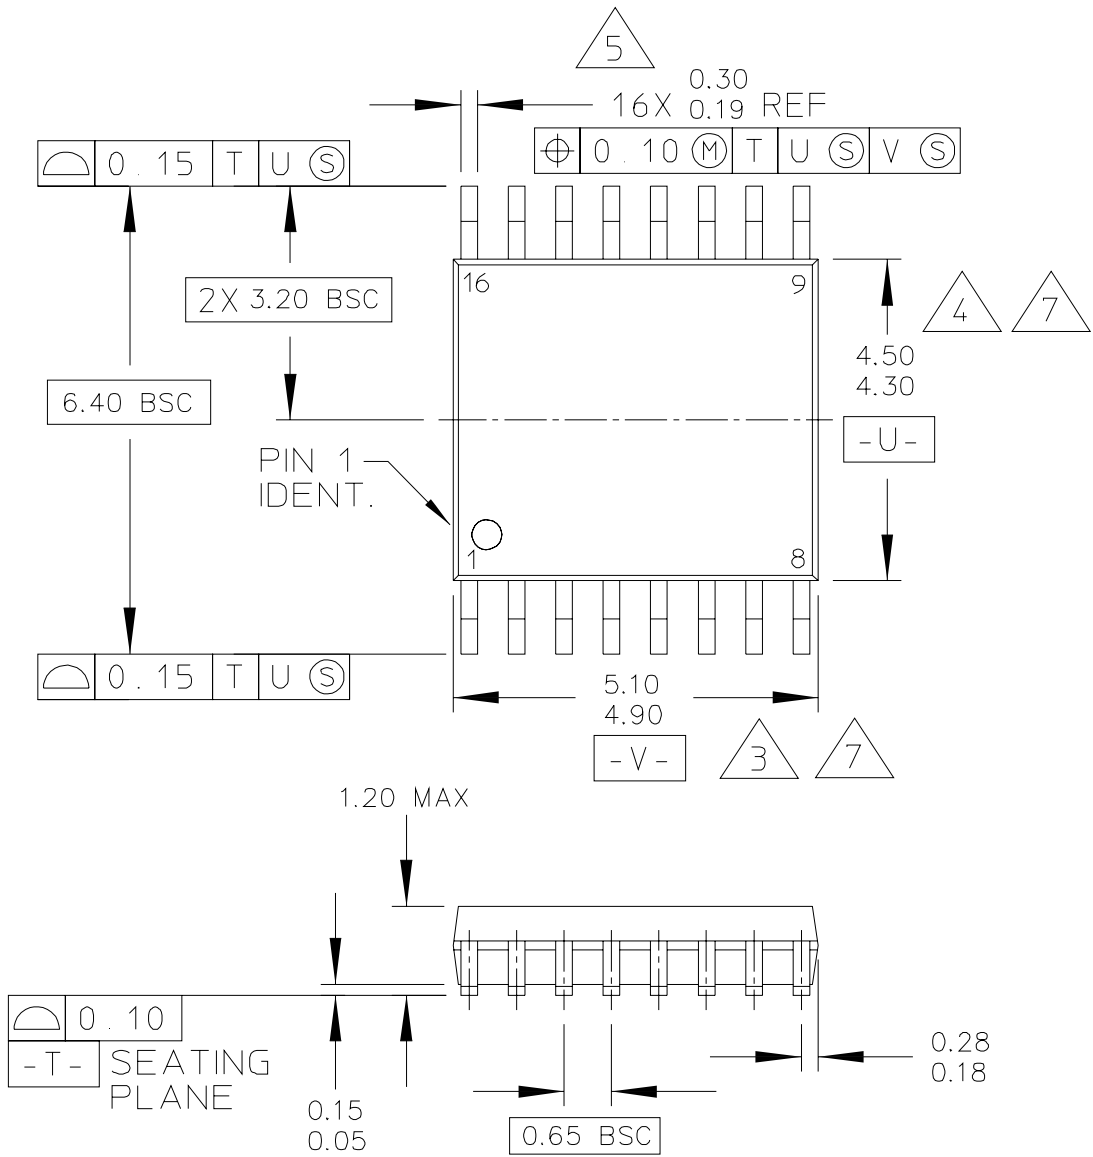 5
16X 0.30 0.19 REF
⌖ 0.10 Ⓜ T U Ⓢ V Ⓢ
⌓ 0.15 T U Ⓢ
16 9
2X 3.20 BSC
4 7
4.50
4.30
6.40 BSC
-U-
PIN 1
IDENT.
1 8
⌓ 0.15 T U Ⓢ
5.10
4.90
-V- 3 7
1.20 MAX
⌓ 0.10
-T- SEATING
PLANE
0.28
0.18
0.15
0.05
0.65 BSC